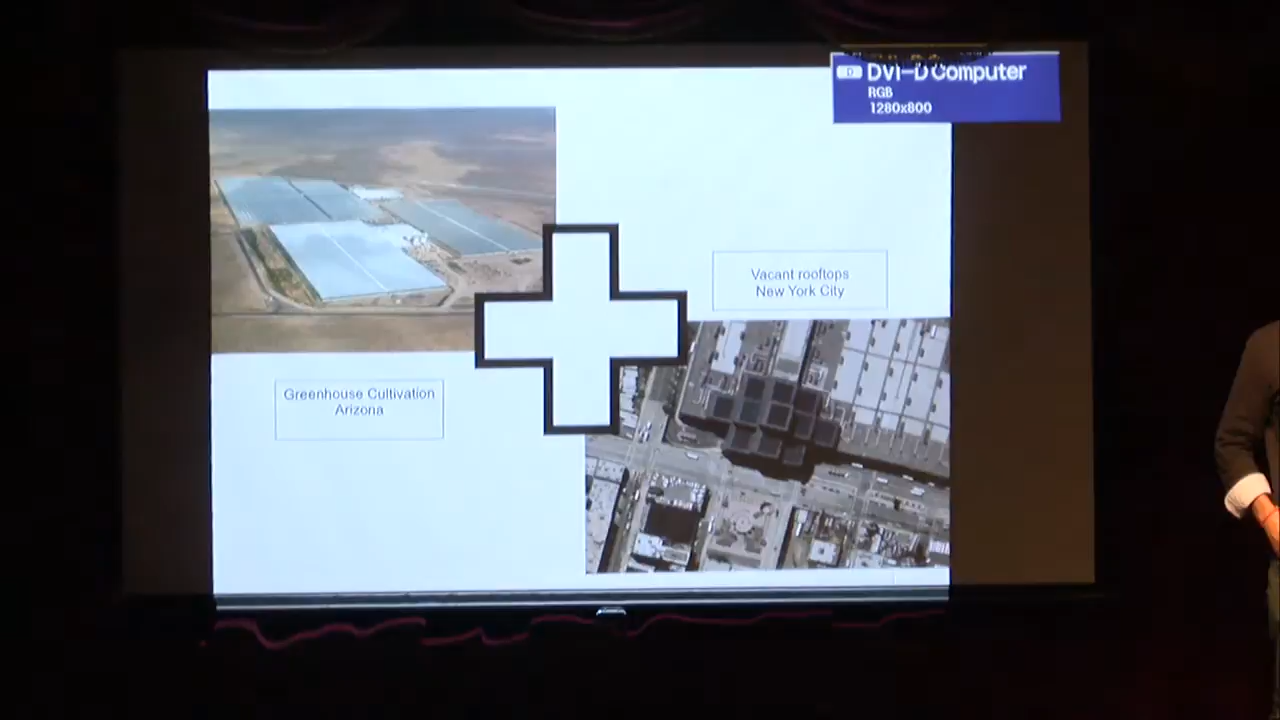 DVI-D Computer
RGB
1280x800
Vacant rooftops
New York City
Greenhouse Cultivation
Arizona